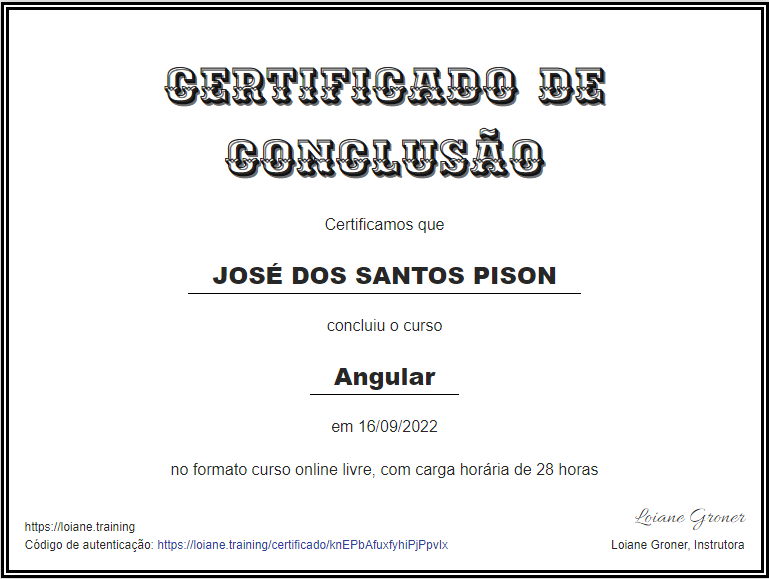 CERTIFICADO DE
CONCLUSÃO
Certificamos que
JOSÉ DOS SANTOS PISON
concluiu o curso
Angular
em 16/09/2022
no formato curso online livre, com carga horária de 28 horas
https://loiane.training
Código de autenticação: https://loiane.training/certificado/knEPbAfuxfyhiPjPpvIx
Loiane Groner
Loiane Groner, Instrutora